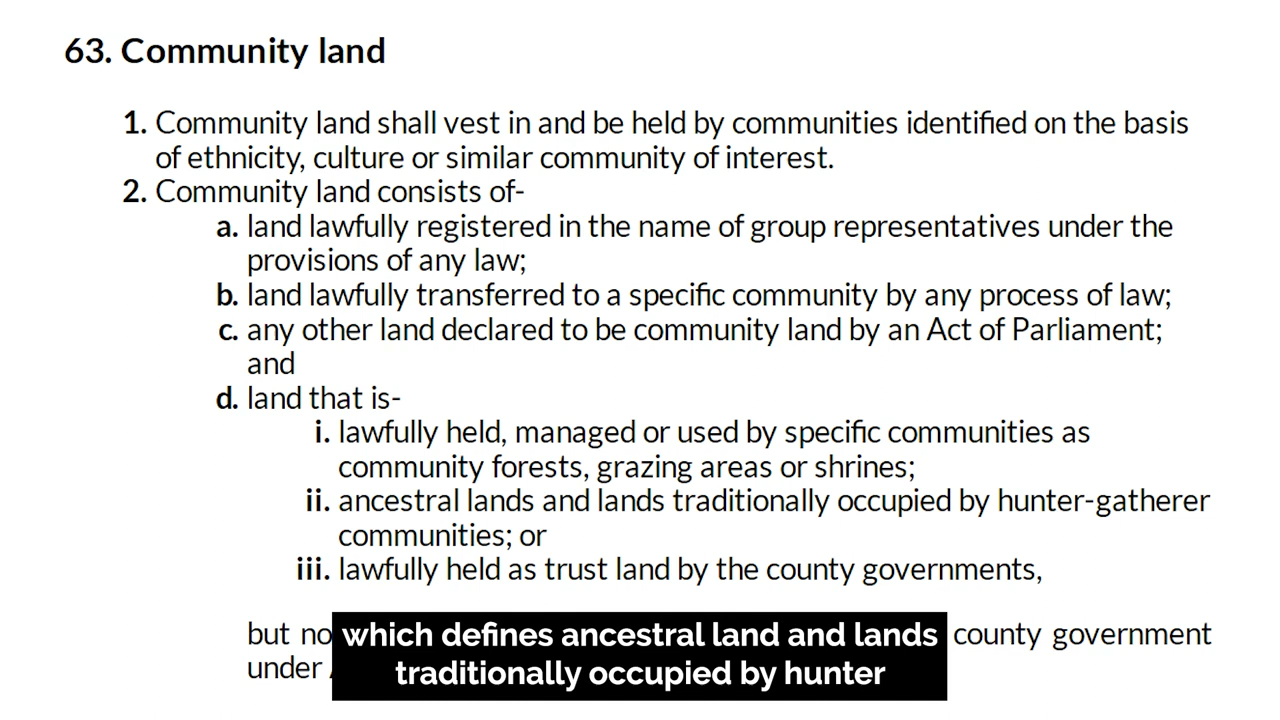 63. Community land
1. Community land shall vest in and be held by communities identified on the basis
of ethnicity, culture or similar community of interest.
2. Community land consists of-
a. land lawfully registered in the name of group representatives under the
provisions of any law;
b. land lawfully transferred to a specific community by any process of law;
c. any other land declared to be community land by an Act of Parliament;
and
d. land that is-
i. lawfully held, managed or used by specific communities as
community forests, grazing areas or shrines;
ii. ancestral lands and lands traditionally occupied by hunter-gatherer
communities; or
iii. lawfully held as trust land by the county governments,
but county government
under
which defines ancestral land and lands
traditionally occupied by hunter